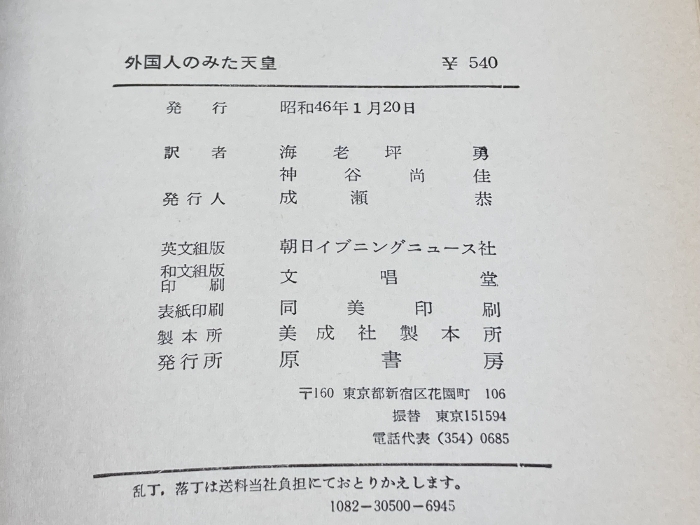 外国人のみた天皇 ¥ 540
発行 昭和46年1月20日
訳者 海老坪勇
神谷尚佳
発行人 成瀬恭
英文組版 朝日イブニングニュース社
和文組版
印刷 文唱堂
表紙印刷 同美印刷
製本所 美成社製本所
発行所 原書房
〒160 東京都新宿区花園町 106
振替 東京151594
電話代表(354)0685
乱丁,落丁は送料当社負担にておとりかえします。
1082-30500-6945